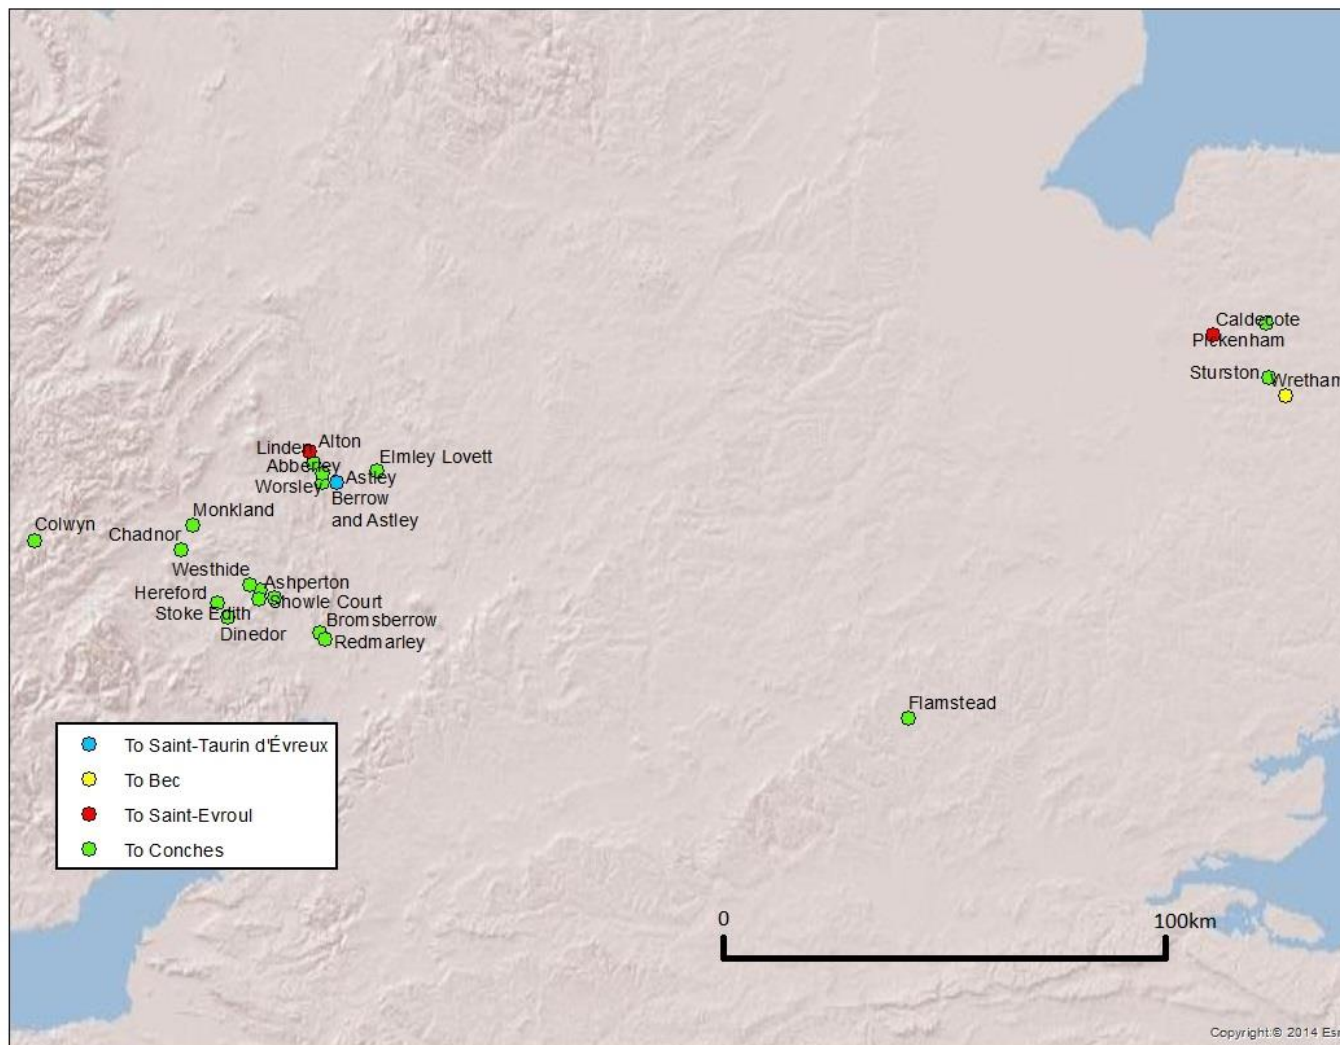 Caldecote
Pickenham
Sturston
Wretham
Linden
Alton
Abberley
Elmley Lovett
Worsley
Astley
Berrow
and Astley
Monkland
Colwyn
Chadnor
Westhide
Ashperton
Hereford
Showle Court
Stoke Edith
Bromsberrow
Dinedor
Redmarley
Flamstead
To Saint-Taurin d'Évreux
To Bec
To Saint-Evroul
To Conches
0
100km
Copyright:© 2014 Esr